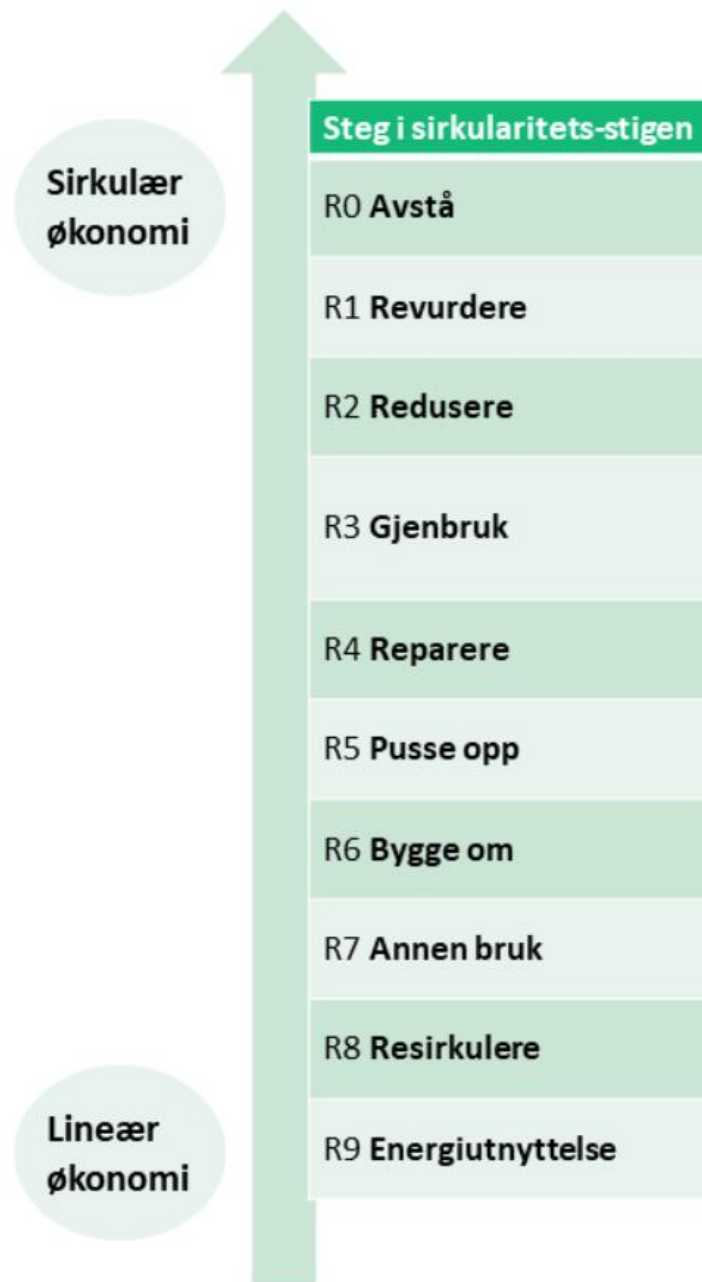 Steg i sirkularitets-stigen
Sirkulær
økonomi
R0 Avstå
R1 Revurdere
R2 Redusere
R3 Gjenbruk
R4 Reparere
R5 Pusse opp
R6 Bygge om
R7 Annen bruk
R8 Resirkulere
R9 Energiutnyttelse
Lineær
økonomi